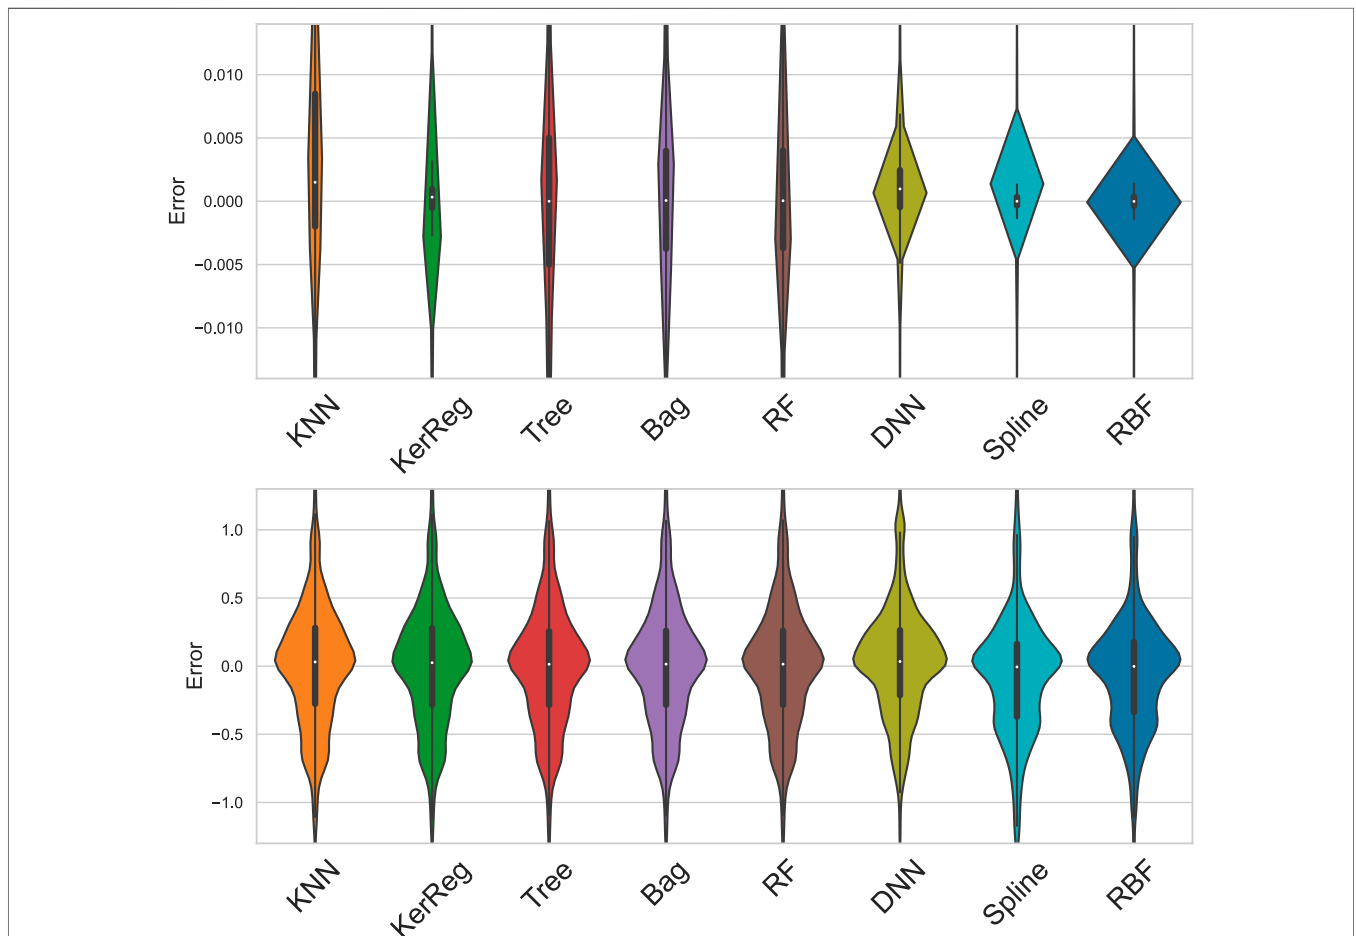 0.010
0.005
0.000
−0.005
−0.010
Error
KNN
KerReg
Tree
Bag
RF
DNN
Spline
RBF
1.0
0.5
0.0
−0.5
−1.0
Error
KNN
KerReg
Tree
Bag
RF
DNN
Spline
RBF